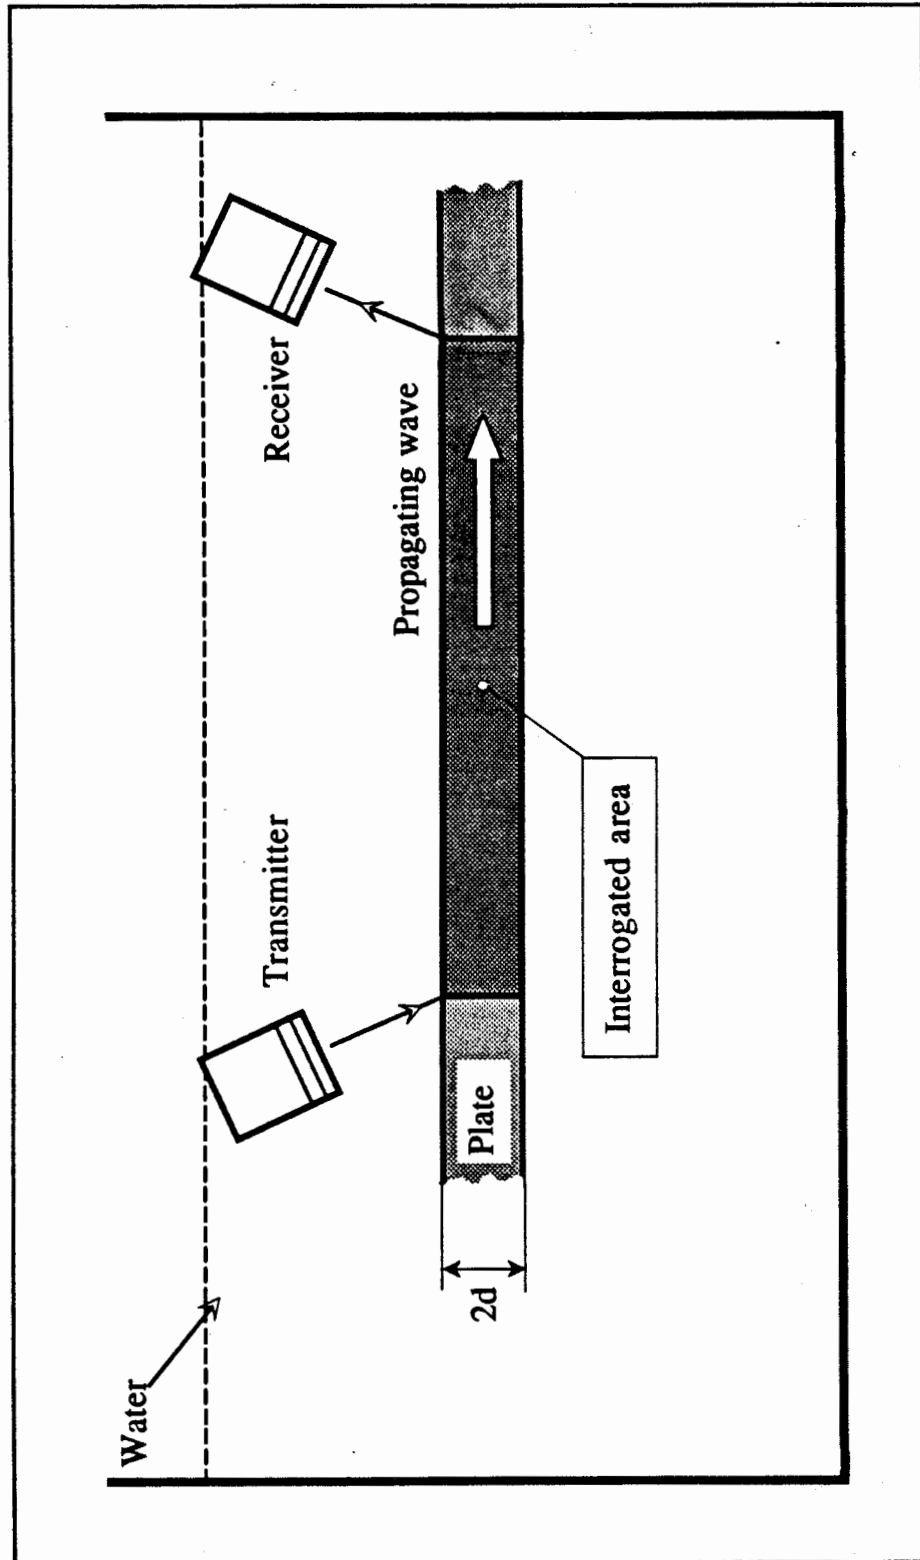 Water
Transmitter
Receiver
Propagating wave
Plate
2d
Interrogated area